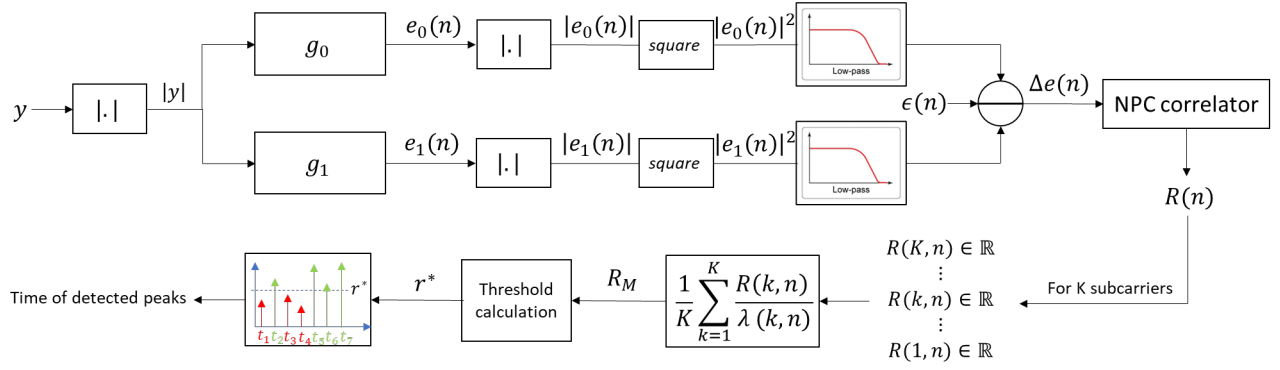 y
|.|
|y|
g₀
e₀(n)
|.|
|e₀(n)|
square
|e₀(n)|²
Low-pass
g₁
e₁(n)
|.|
|e₁(n)|
square
|e₁(n)|²
Low-pass
ϵ(n)
Δe(n)
NPC correlator
R(n)
For K subcarriers
R(K, n) ∈ ℝ
⋮
R(k, n) ∈ ℝ
⋮
R(1, n) ∈ ℝ
1/K ∑_{k=1}^{K} R(k, n)/λ (k, n)
R_M
Threshold
calculation
r*
r*
t₁ t₂ t₃ t₄ t₅ t₆ t₇
Time of detected peaks